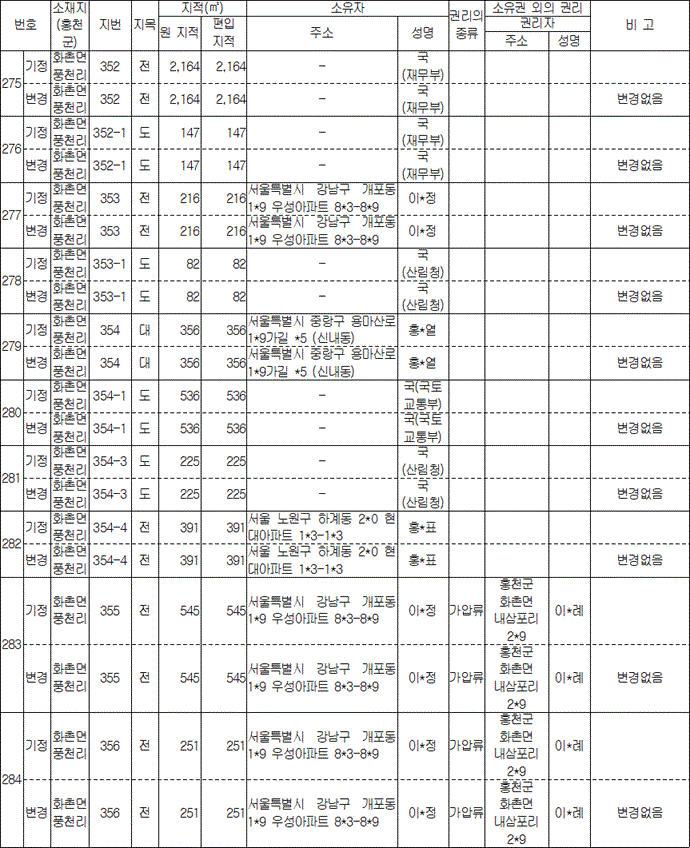 번호 소재지(홍천군) 지번 지목 지적(㎡) 소유자 권리의 종류 소유권 외의 권리 비 고
원 지적 편입 지적 주소 성명 권리자
주소 성명
275 기정 화촌면 풍천리 352 전 2,164 2,164 - 국(재무부)
변경 화촌면 풍천리 352 전 2,164 2,164 - 국(재무부) 변경없음
276 기정 화촌면 풍천리 352-1 도 147 147 - 국(재무부)
변경 화촌면 풍천리 352-1 도 147 147 - 국(재무부) 변경없음
277 기정 화촌면 풍천리 353 전 216 216 서울특별시 강남구 개포동 1*9 우성아파트 8*3-8*9 이*정
변경 화촌면 풍천리 353 전 216 216 서울특별시 강남구 개포동 1*9 우성아파트 8*3-8*9 이*정 변경없음
278 기정 화촌면 풍천리 353-1 도 82 82 - 국(산림청)
변경 화촌면 풍천리 353-1 도 82 82 - 국(산림청) 변경없음
279 기정 화촌면 풍천리 354 대 356 356 서울특별시 중랑구 용마산로 1*9가길 *5 (신내동) 홍*열
변경 화촌면 풍천리 354 대 356 356 서울특별시 중랑구 용마산로 1*9가길 *5 (신내동) 홍*열 변경없음
280 기정 화촌면 풍천리 354-1 도 536 536 - 국(국토교통부)
변경 화촌면 풍천리 354-1 도 536 536 - 국(국토교통부) 변경없음
281 기정 화촌면 풍천리 354-3 도 225 225 - 국(산림청)
변경 화촌면 풍천리 354-3 도 225 225 - 국(산림청) 변경없음
282 기정 화촌면 풍천리 354-4 전 391 391 서울 노원구 하계동 2*0 현대아파트 1*3-1*3 홍*표
변경 화촌면 풍천리 354-4 전 391 391 서울 노원구 하계동 2*0 현대아파트 1*3-1*3 홍*표 변경없음
283 기정 화촌면 풍천리 355 전 545 545 서울특별시 강남구 개포동 1*9 우성아파트 8*3-8*9 이*정 가압류 홍천군 화촌면 내삼포리 2*9 이*례
변경 화촌면 풍천리 355 전 545 545 서울특별시 강남구 개포동 1*9 우성아파트 8*3-8*9 이*정 가압류 홍천군 화촌면 내삼포리 2*9 이*례 변경없음
284 기정 화촌면 풍천리 356 전 251 251 서울특별시 강남구 개포동 1*9 우성아파트 8*3-8*9 이*정 가압류 홍천군 화촌면 내삼포리 2*9 이*례
변경 화촌면 풍천리 356 전 251 251 서울특별시 강남구 개포동 1*9 우성아파트 8*3-8*9 이*정 가압류 홍천군 화촌면 내삼포리 2*9 이*례 변경없음